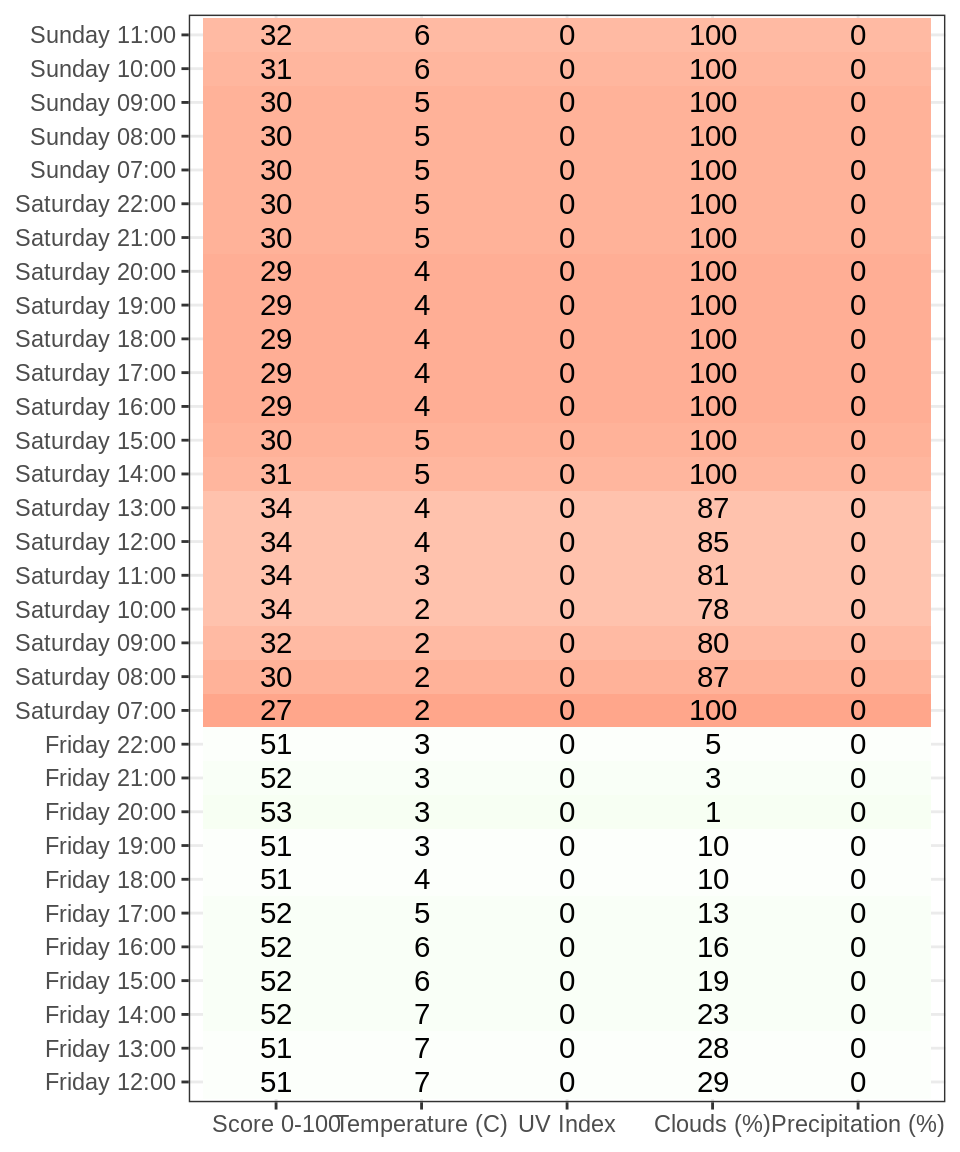 Sunday 11:00 32 6 0 100 0
Sunday 10:00 31 6 0 100 0
Sunday 09:00 30 5 0 100 0
Sunday 08:00 30 5 0 100 0
Sunday 07:00 30 5 0 100 0
Saturday 22:00 30 5 0 100 0
Saturday 21:00 30 5 0 100 0
Saturday 20:00 29 4 0 100 0
Saturday 19:00 29 4 0 100 0
Saturday 18:00 29 4 0 100 0
Saturday 17:00 29 4 0 100 0
Saturday 16:00 29 4 0 100 0
Saturday 15:00 30 5 0 100 0
Saturday 14:00 31 5 0 100 0
Saturday 13:00 34 4 0 87 0
Saturday 12:00 34 4 0 85 0
Saturday 11:00 34 3 0 81 0
Saturday 10:00 34 2 0 78 0
Saturday 09:00 32 2 0 80 0
Saturday 08:00 30 2 0 87 0
Saturday 07:00 27 2 0 100 0
Friday 22:00 51 3 0 5 0
Friday 21:00 52 3 0 3 0
Friday 20:00 53 3 0 1 0
Friday 19:00 51 3 0 10 0
Friday 18:00 51 4 0 10 0
Friday 17:00 52 5 0 13 0
Friday 16:00 52 6 0 16 0
Friday 15:00 52 6 0 19 0
Friday 14:00 52 7 0 23 0
Friday 13:00 51 7 0 28 0
Friday 12:00 51 7 0 29 0
Score 0-100 Temperature (C) UV Index Clouds (%) Precipitation (%)